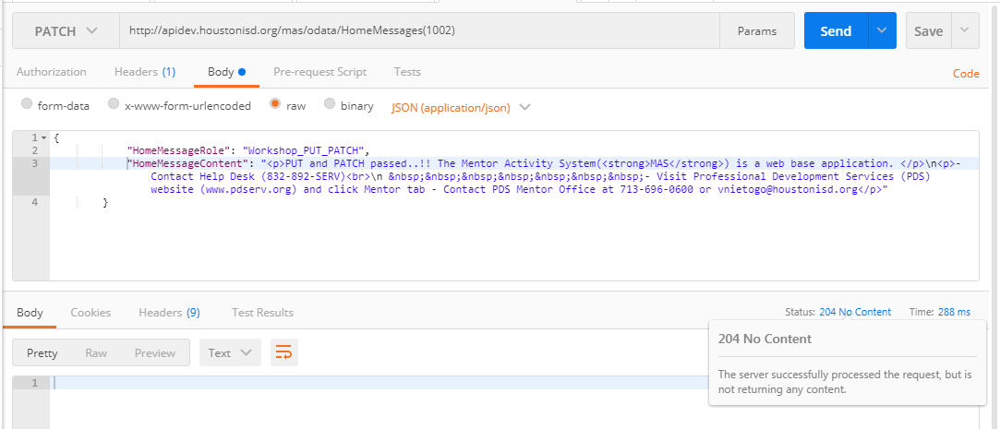 PATCH http://apidev.houstonisd.org/mas/odata/HomeMessages(1002) Params Send Save
Authorization Headers (1) Body Pre-request Script Tests Code
form-data x-www-form-urlencoded raw binary JSON (application/json)
1 {
2 "HomeMessageRole": "Workshop_PUT_PATCH",
3 "HomeMessageContent": "<p>PUT and PATCH passed..!! The Mentor Activity System(<strong>MAS</strong>) is a web base application. </p>\n<p>-
Contact Help Desk (832-892-SERV)<br>\n &nbsp;&nbsp;&nbsp;&nbsp;&nbsp;&nbsp;&nbsp;- Visit Professional Development Services (PDS)
website (www.pdserv.org) and click Mentor tab - Contact PDS Mentor Office at 713-696-0600 or vnietogo@houstonisd.org</p>"
4 }
Body Cookies Headers (9) Test Results Status: 204 No Content Time: 288 ms
204 No Content
Pretty Raw Preview Text
The server successfully processed the request, but is
not returning any content.
1